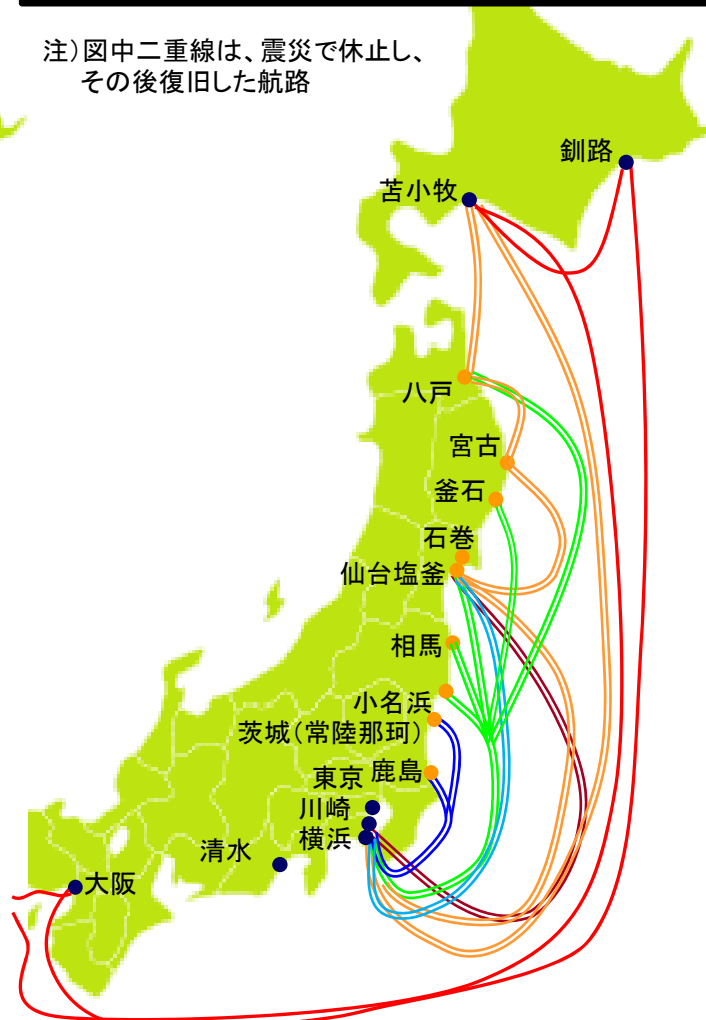 注）図中二重線は、震災で休止し、
その後復旧した航路
釧路
苫小牧
八戸
宮古
釜石
石巻
仙台塩釜
相馬
小名浜
茨城（常陸那珂）
東京
鹿島
川崎
横浜
清水
大阪